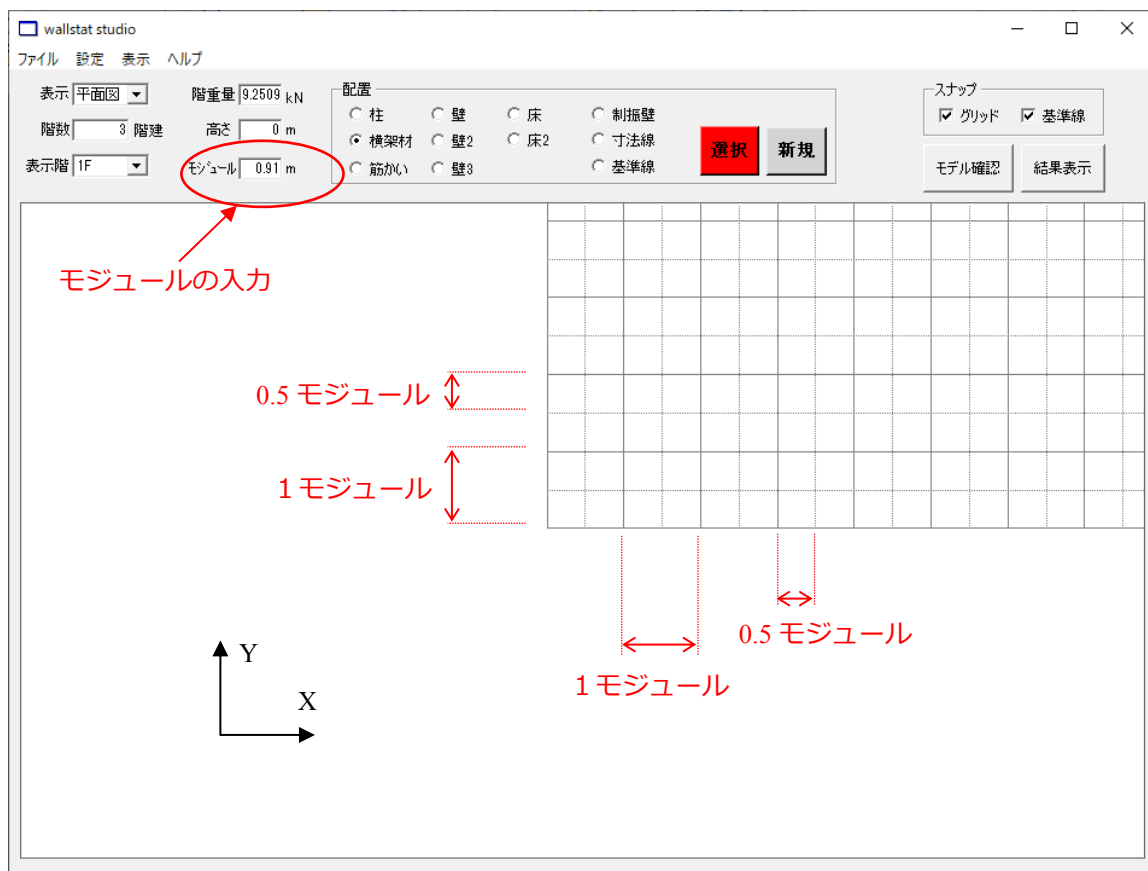 wallstat studio
ファイル 設定 表示 ヘルプ
表示 平面図 階重量 9.2509 kN
階数 3 階建 高さ 0 m
表示階 1F モジュール 0.91 m
配置
柱 壁 床 制振壁
横架材 壁2 床2 寸法線
筋かい 壁3 基準線
選択 新規
スナップ
グリッド 基準線
モデル確認 結果表示
モジュールの入力
0.5 モジュール
1 モジュール
0.5 モジュール
1 モジュール
Y
X